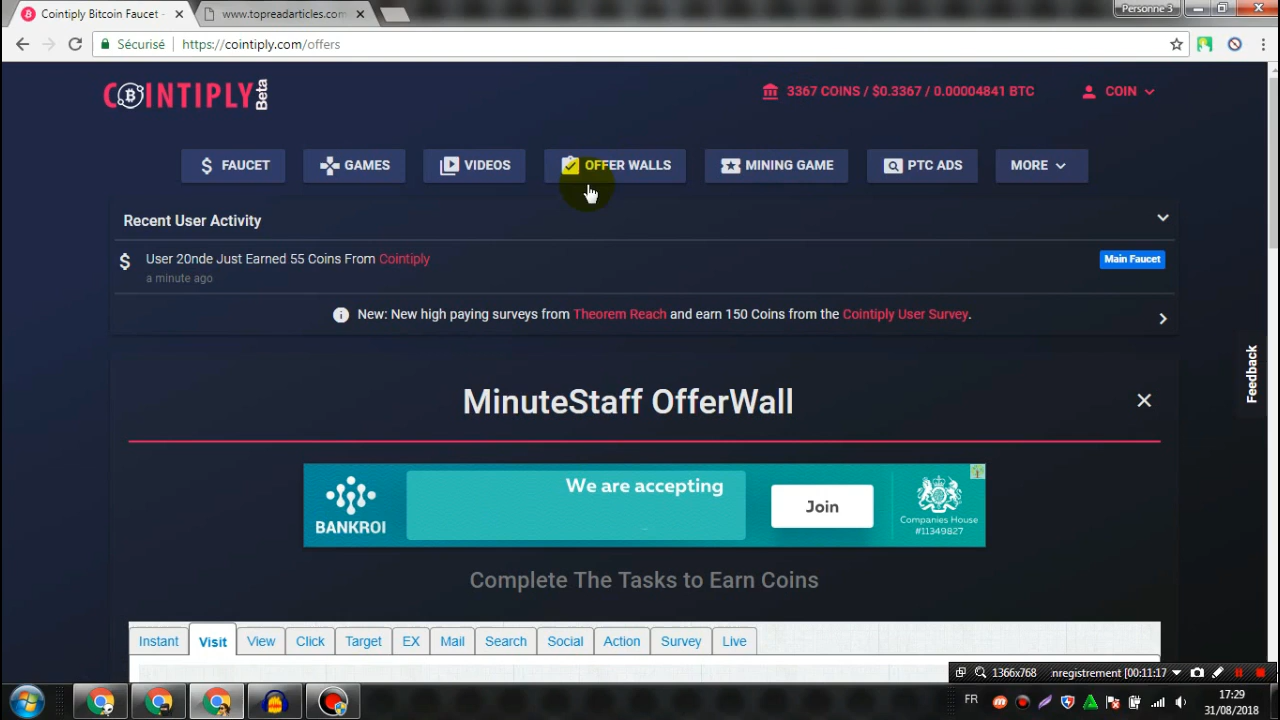 Cointiply Bitcoin Faucet -
www.topreadarticles.com
Personne 3
Sécurisé
https://cointiply.com/offers
COINTIPLY Beta
3367 COINS / $0.3367 / 0.00004841 BTC
COIN
FAUCET
GAMES
VIDEOS
OFFER WALLS
MINING GAME
PTC ADS
MORE
Recent User Activity
User 20nde Just Earned 55 Coins From Cointiply
Main Faucet
a minute ago
New: New high paying surveys from Theorem Reach and earn 150 Coins from the Cointiply User Survey.
Feedback
MinuteStaff OfferWall
BANKROI
We are accepting
Join
Companies House
#11349827
Complete The Tasks to Earn Coins
Instant
Visit
View
Click
Target
EX
Mail
Search
Social
Action
Survey
Live
1366x768
nregistrement [00:11:17]
FR
17:29
31/08/2018